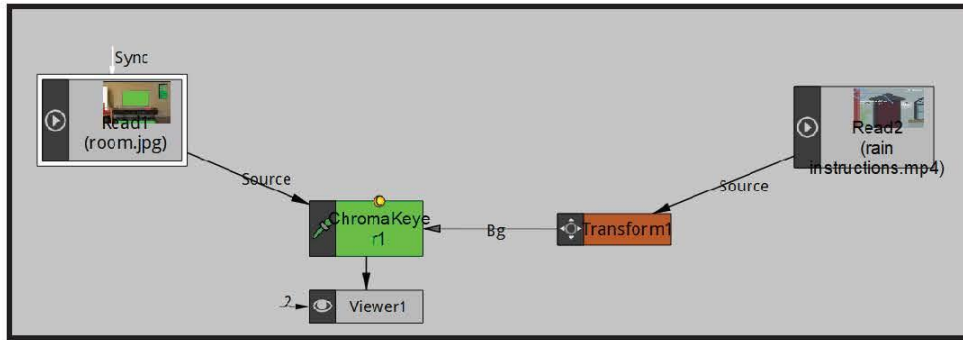 Sync
Read1
(room.jpg)
Read2
(rain
instructions.mp4)
Source
Source
ChromaKeye
r1
Bg
Transform1
2
Viewer1